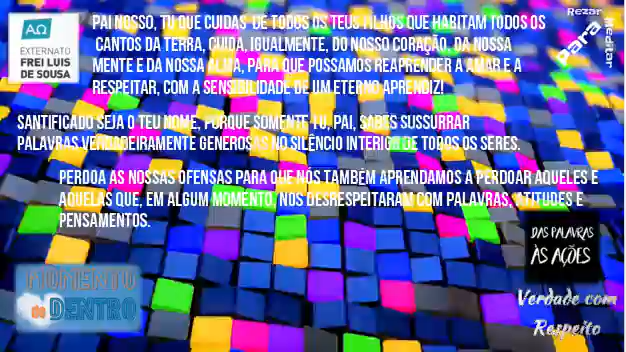 ΑΩ
EXTERNATO
FREI LUIS
DE SOUSA
PAI NOSSO, TU QUE CUIDAS DE TODOS OS TEUS FILHOS QUE HABITAM TODOS OS
CANTOS DA TERRA, CUIDA, IGUALMENTE, DO NOSSO CORAÇÃO, DA NOSSA
MENTE E DA NOSSA ALMA, PARA QUE POSSAMOS REAPRENDER A AMAR E A
RESPEITAR, COM A SENSIBILIDADE DE UM ETERNO APRENDIZ!
Rezar
Para
Meditar
SANTIFICADO SEJA O TEU NOME, PORQUE SOMENTE TU, PAI, SABES SUSSURRAR
PALAVRAS VERDADEIRAMENTE GENEROSAS NO SILÊNCIO INTERIOR DE TODOS OS SERES.
PERDOA AS NOSSAS OFENSAS PARA QUE NÓS TAMBÉM APRENDAMOS A PERDOAR AQUELES E
AQUELAS QUE, EM ALGUM MOMENTO, NOS DESRESPEITARAM COM PALAVRAS, ATITUDES E
PENSAMENTOS.
DAS PALAVRAS
ÀS AÇÕES
MOMENTO
de DENTRO
Verdade com
Respeito